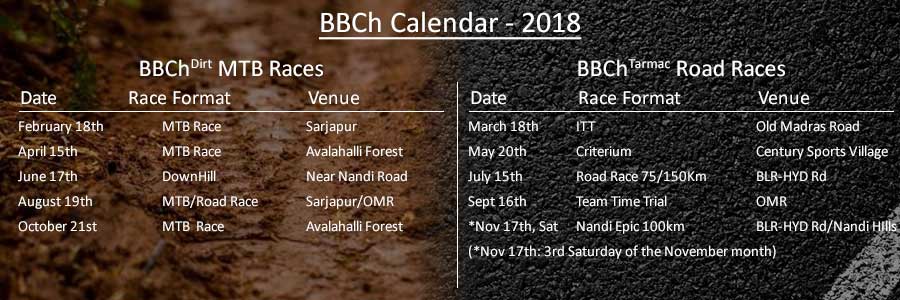 BBCh Calendar - 2018
BBChDirt MTB Races
Date Race Format Venue
February 18th MTB Race Sarjapur
April 15th MTB Race Avalahalli Forest
June 17th DownHill Near Nandi Road
August 19th MTB/Road Race Sarjapur/OMR
October 21st MTB Race Avalahalli Forest
BBChTarmac Road Races
Date Race Format Venue
March 18th ITT Old Madras Road
May 20th Criterium Century Sports Village
July 15th Road Race 75/150Km BLR-HYD Rd
Sept 16th Team Time Trial OMR
*Nov 17th, Sat Nandi Epic 100km BLR-HYD Rd/Nandi HIlls
(*Nov 17th: 3rd Saturday of the November month)